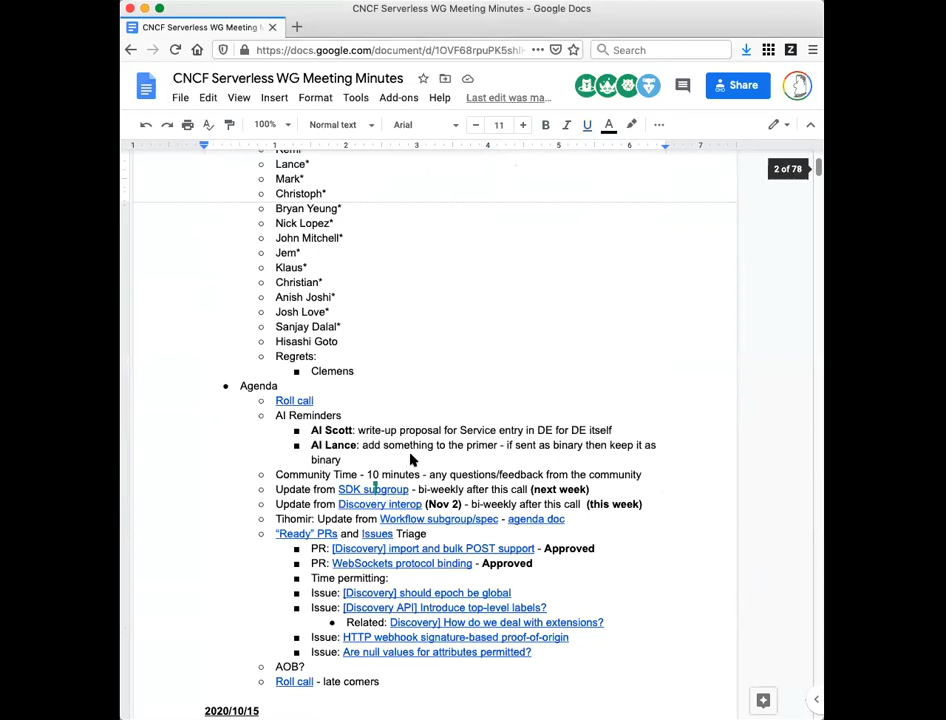 CNCF Serverless WG Meeting Minutes - Google Docs
CNCF Serverless WG Meeting M
https://docs.google.com/document/d/1OVF68rpuPK5shl
Search
CNCF Serverless WG Meeting Minutes
Share
File Edit View Insert Format Tools Add-ons Help Last edit was ma...
100% Normal text Arial 11 B I U A
1 1 2 3 4 5 6 7
2 of 78
Lance*
Mark*
Christoph*
Bryan Yeung*
Nick Lopez*
John Mitchell*
Jem*
Klaus*
Christian*
Anish Joshi*
Josh Love*
Sanjay Dalal*
Hisashi Goto
Regrets:
Clemens
Agenda
Roll call
AI Reminders
AI Scott: write-up proposal for Service entry in DE for DE itself
AI Lance: add something to the primer - if sent as binary then keep it as
binary
Community Time - 10 minutes - any questions/feedback from the community
Update from SDK subgroup - bi-weekly after this call (next week)
Update from Discovery interop (Nov 2) - bi-weekly after this call (this week)
Tihomir: Update from Workflow subgroup/spec - agenda doc
“Ready” PRs and Issues Triage
PR: [Discovery] import and bulk POST support - Approved
PR: WebSockets protocol binding - Approved
Time permitting:
Issue: [Discovery] should epoch be global
Issue: [Discovery API] Introduce top-level labels?
Related: Discovery] How do we deal with extensions?
Issue: HTTP webhook signature-based proof-of-origin
Issue: Are null values for attributes permitted?
AOB?
Roll call - late comers
2020/10/15